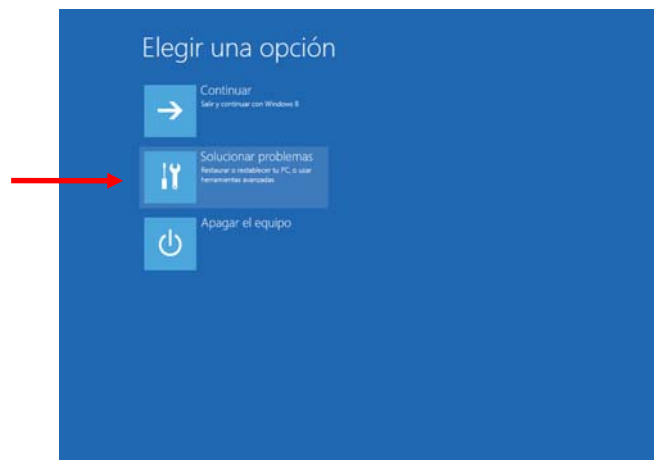 Elegir una opción
Continuar
Salir y continuar con Windows 8
Solucionar problemas
Restaurar o restablecer tu PC, o usar
herramientas avanzadas
Apagar el equipo